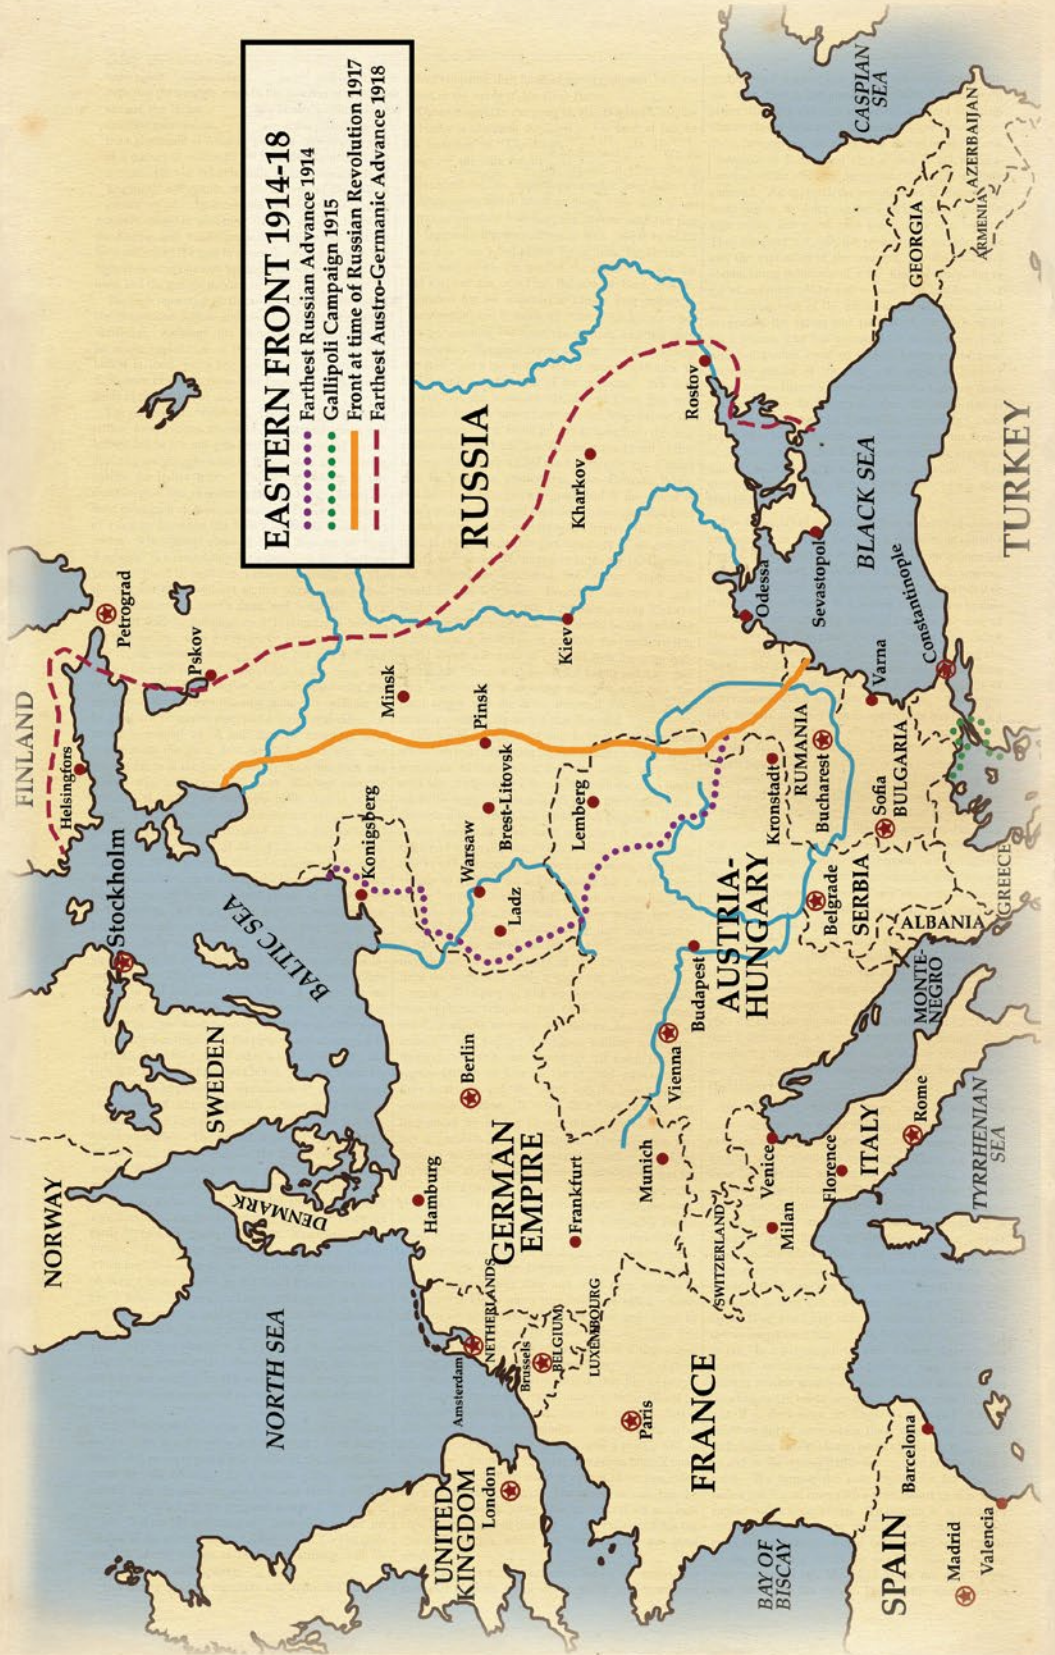 EASTERN FRONT 1914-18
Farthest Russian Advance 1914
Gallipoli Campaign 1915
Front at time of Russian Revolution 1917
Farthest Austro-Germanic Advance 1918
NORWAY
SWEDEN
FINLAND
Helsingfors
Petrograd
Stockholm
Pskov
NORTH SEA
DENMARK
BALTIC SEA
UNITED
KINGDOM
London
Amsterdam
NETHERLANDS
Brussels
BELGIUM
LUXEMBOURG
Hamburg
GERMAN
EMPIRE
Berlin
Frankfurt
Munich
Konigsberg
Warsaw
Ladz
Brest-Litovsk
Pinsk
Minsk
RUSSIA
Lemberg
Kiev
Kharkov
Rostov
Paris
FRANCE
SWITZERLAND
Vienna
Budapest
AUSTRIA-
HUNGARY
Kronstadt
RUMANIA
Bucharest
Odessa
Sevastopol
BAY OF
BISCAY
Milan
Venice
Florence
ITALY
Rome
Belgrade
SERBIA
MONTE-
NEGRO
ALBANIA
Sofia
BULGARIA
Varna
Constantinople
BLACK SEA
GEORGIA
ARMENIA
AZERBAIJAN
CASPIAN
SEA
SPAIN
Madrid
Barcelona
Valencia
TYRRHENIAN
SEA
GREECE
TURKEY